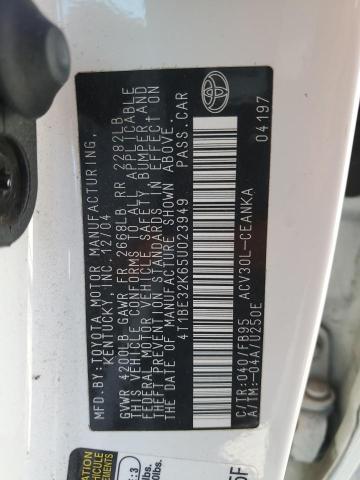 MFD. BY: TOYOTA MOTOR MANUFACTURING,
KENTUCKY, INC. 12/04
GVWR 4200LB GAWR FR 2668LB RR 2282LB
THIS VEHICLE CONFORMS TO ALL APPLICABLE
FEDERAL MOTOR VEHICLE SAFETY, BUMPER, AND
THEFT PREVENTION STANDARDS IN EFFECT ON
THE DATE OF MANUFACTURE SHOWN ABOVE.
4T1BE32K65U023949 PASS. CAR
ACV30L-CEANKA
C/TR:040/FB95
A/TM:-04A/U250E 04197
5F